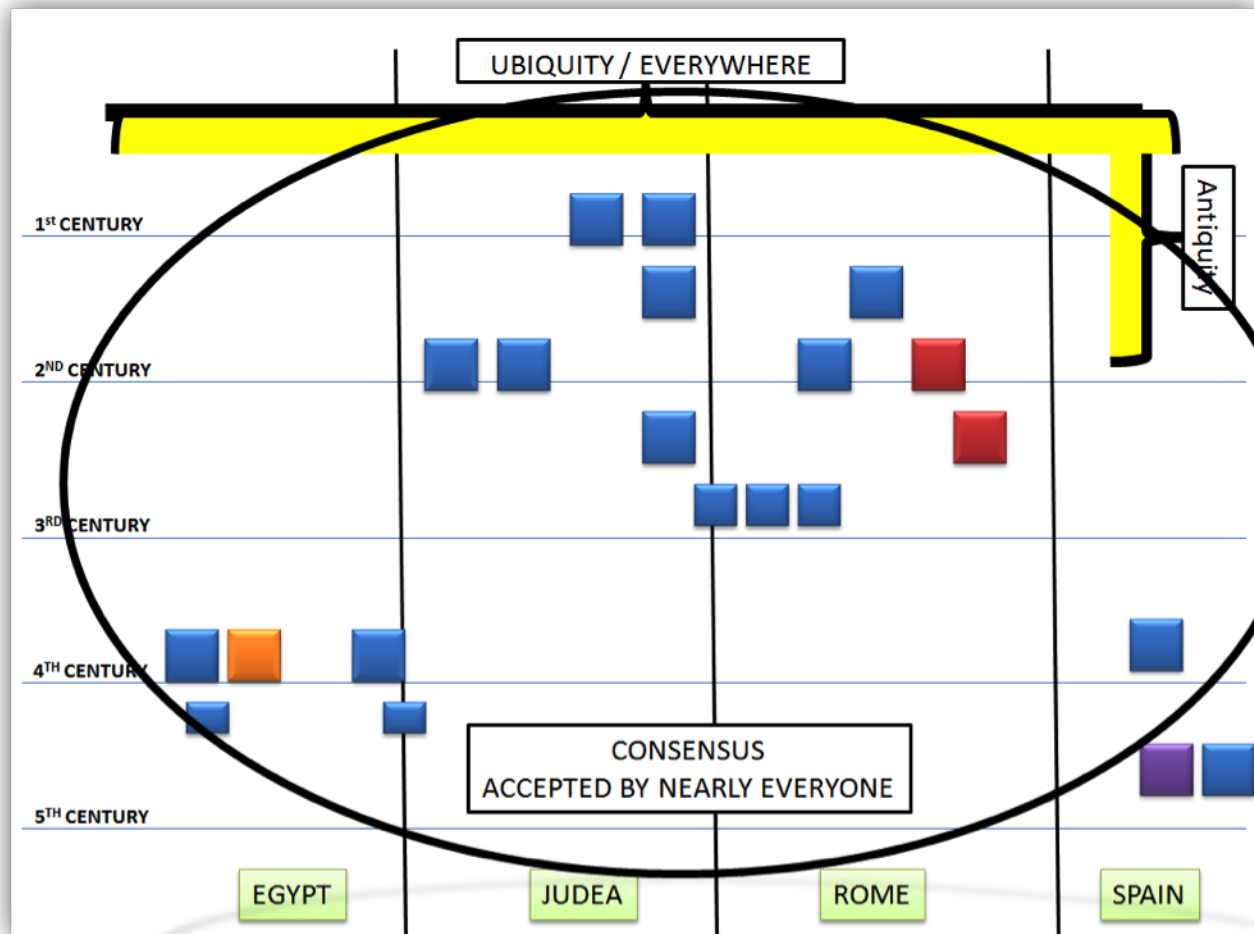 UBIQUITY / EVERYWHERE
Antiquity
1st CENTURY
2ND CENTURY
3RD CENTURY
4TH CENTURY
CONSENSUS
ACCEPTED BY NEARLY EVERYONE
5TH CENTURY
EGYPT
JUDEA
ROME
SPAIN